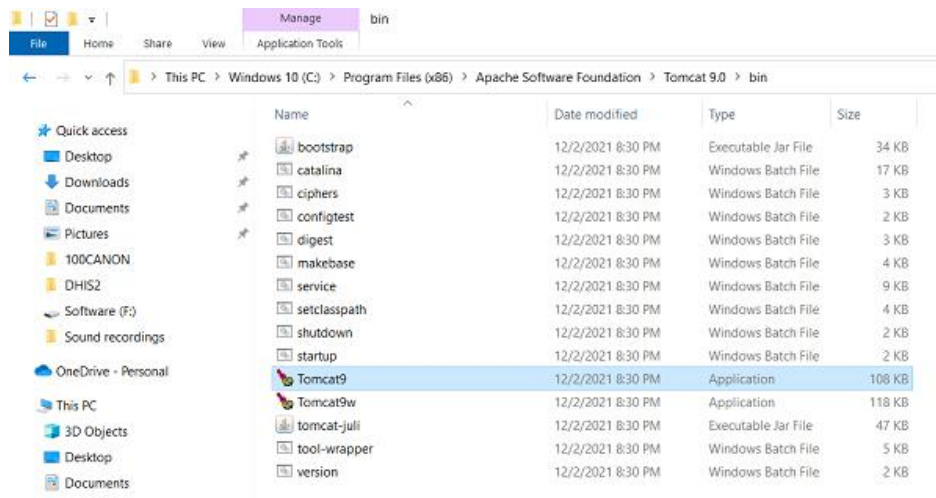 Manage bin
File Home Share View Application Tools
This PC > Windows 10 (C:) > Program Files (x86) > Apache Software Foundation > Tomcat 9.0 > bin
Name Date modified Type Size
Quick access
Desktop
Downloads
Documents
Pictures
100CANON
DHIS2
Software (F:)
Sound recordings
OneDrive - Personal
This PC
3D Objects
Desktop
Documents
bootstrap 12/2/2021 8:30 PM Executable Jar File 34 KB
catalina 12/2/2021 8:30 PM Windows Batch File 17 KB
ciphers 12/2/2021 8:30 PM Windows Batch File 3 KB
configtest 12/2/2021 8:30 PM Windows Batch File 2 KB
digest 12/2/2021 8:30 PM Windows Batch File 3 KB
makebase 12/2/2021 8:30 PM Windows Batch File 4 KB
service 12/2/2021 8:30 PM Windows Batch File 9 KB
setclasspath 12/2/2021 8:30 PM Windows Batch File 4 KB
shutdown 12/2/2021 8:30 PM Windows Batch File 2 KB
startup 12/2/2021 8:30 PM Windows Batch File 2 KB
Tomcat9 12/2/2021 8:30 PM Application 108 KB
Tomcat9w 12/2/2021 8:30 PM Application 118 KB
tomcat-juli 12/2/2021 8:30 PM Executable Jar File 47 KB
tool-wrapper 12/2/2021 8:30 PM Windows Batch File 5 KB
version 12/2/2021 8:30 PM Windows Batch File 2 KB